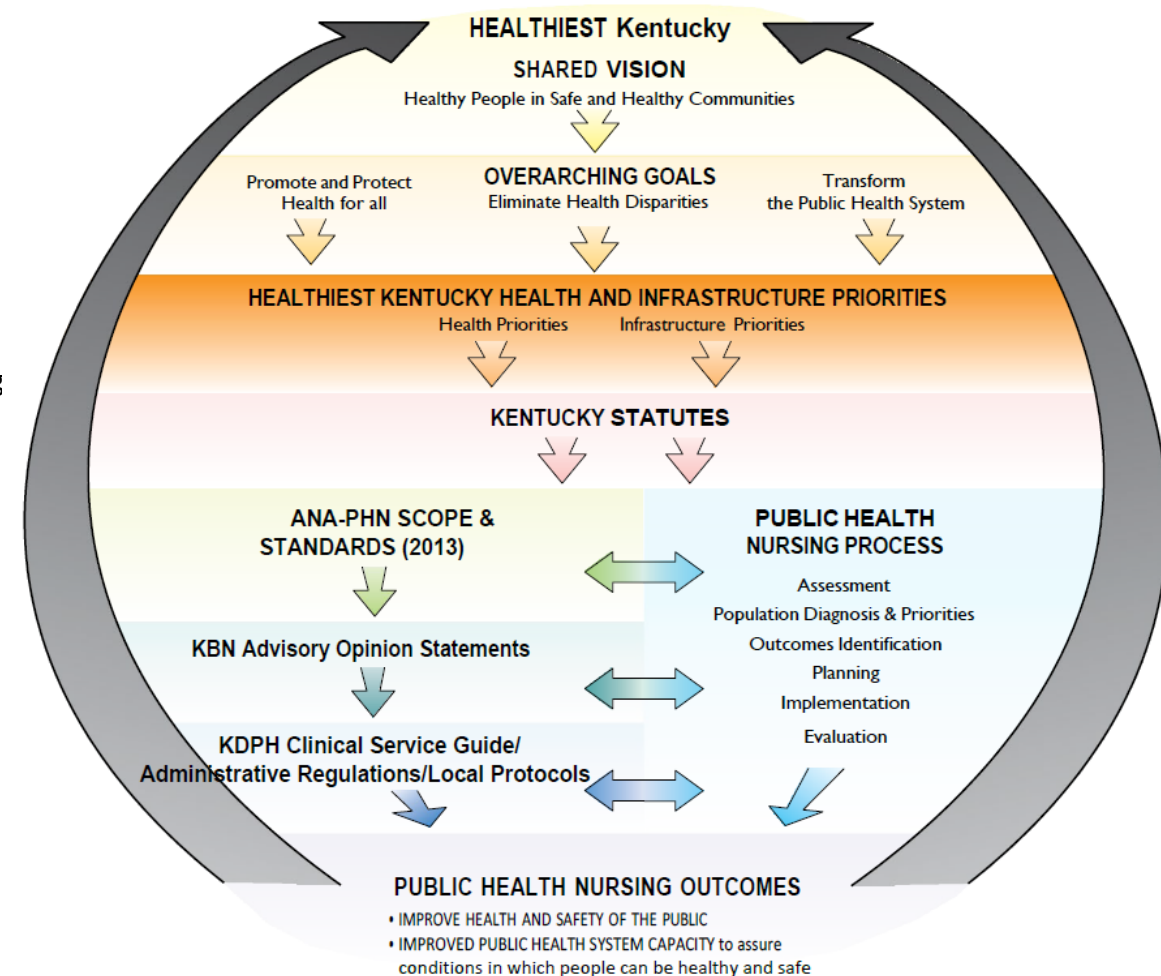 HEALTHIEST Kentucky
SHARED VISION
Healthy People in Safe and Healthy Communities
OVERARCHING GOALS
Promote and Protect
Health for all
Eliminate Health Disparities
Transform
the Public Health System
HEALTHIEST KENTUCKY HEALTH AND INFRASTRUCTURE PRIORITIES
Health Priorities
Infrastructure Priorities
KENTUCKY STATUTES
ANA-PHN SCOPE &
STANDARDS (2013)
KBN Advisory Opinion Statements
KDPH Clinical Service Guide/
Administrative Regulations/Local Protocols
PUBLIC HEALTH
NURSING PROCESS
Assessment
Population Diagnosis & Priorities
Outcomes Identification
Planning
Implementation
Evaluation
PUBLIC HEALTH NURSING OUTCOMES
• IMPROVE HEALTH AND SAFETY OF THE PUBLIC
• IMPROVED PUBLIC HEALTH SYSTEM CAPACITY to assure
conditions in which people can be healthy and safe